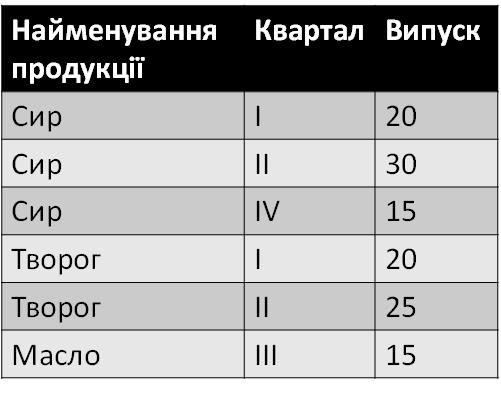 Найменування продукції Квартал Випуск
Сир I 20
Сир II 30
Сир IV 15
Творог I 20
Творог II 25
Масло III 15